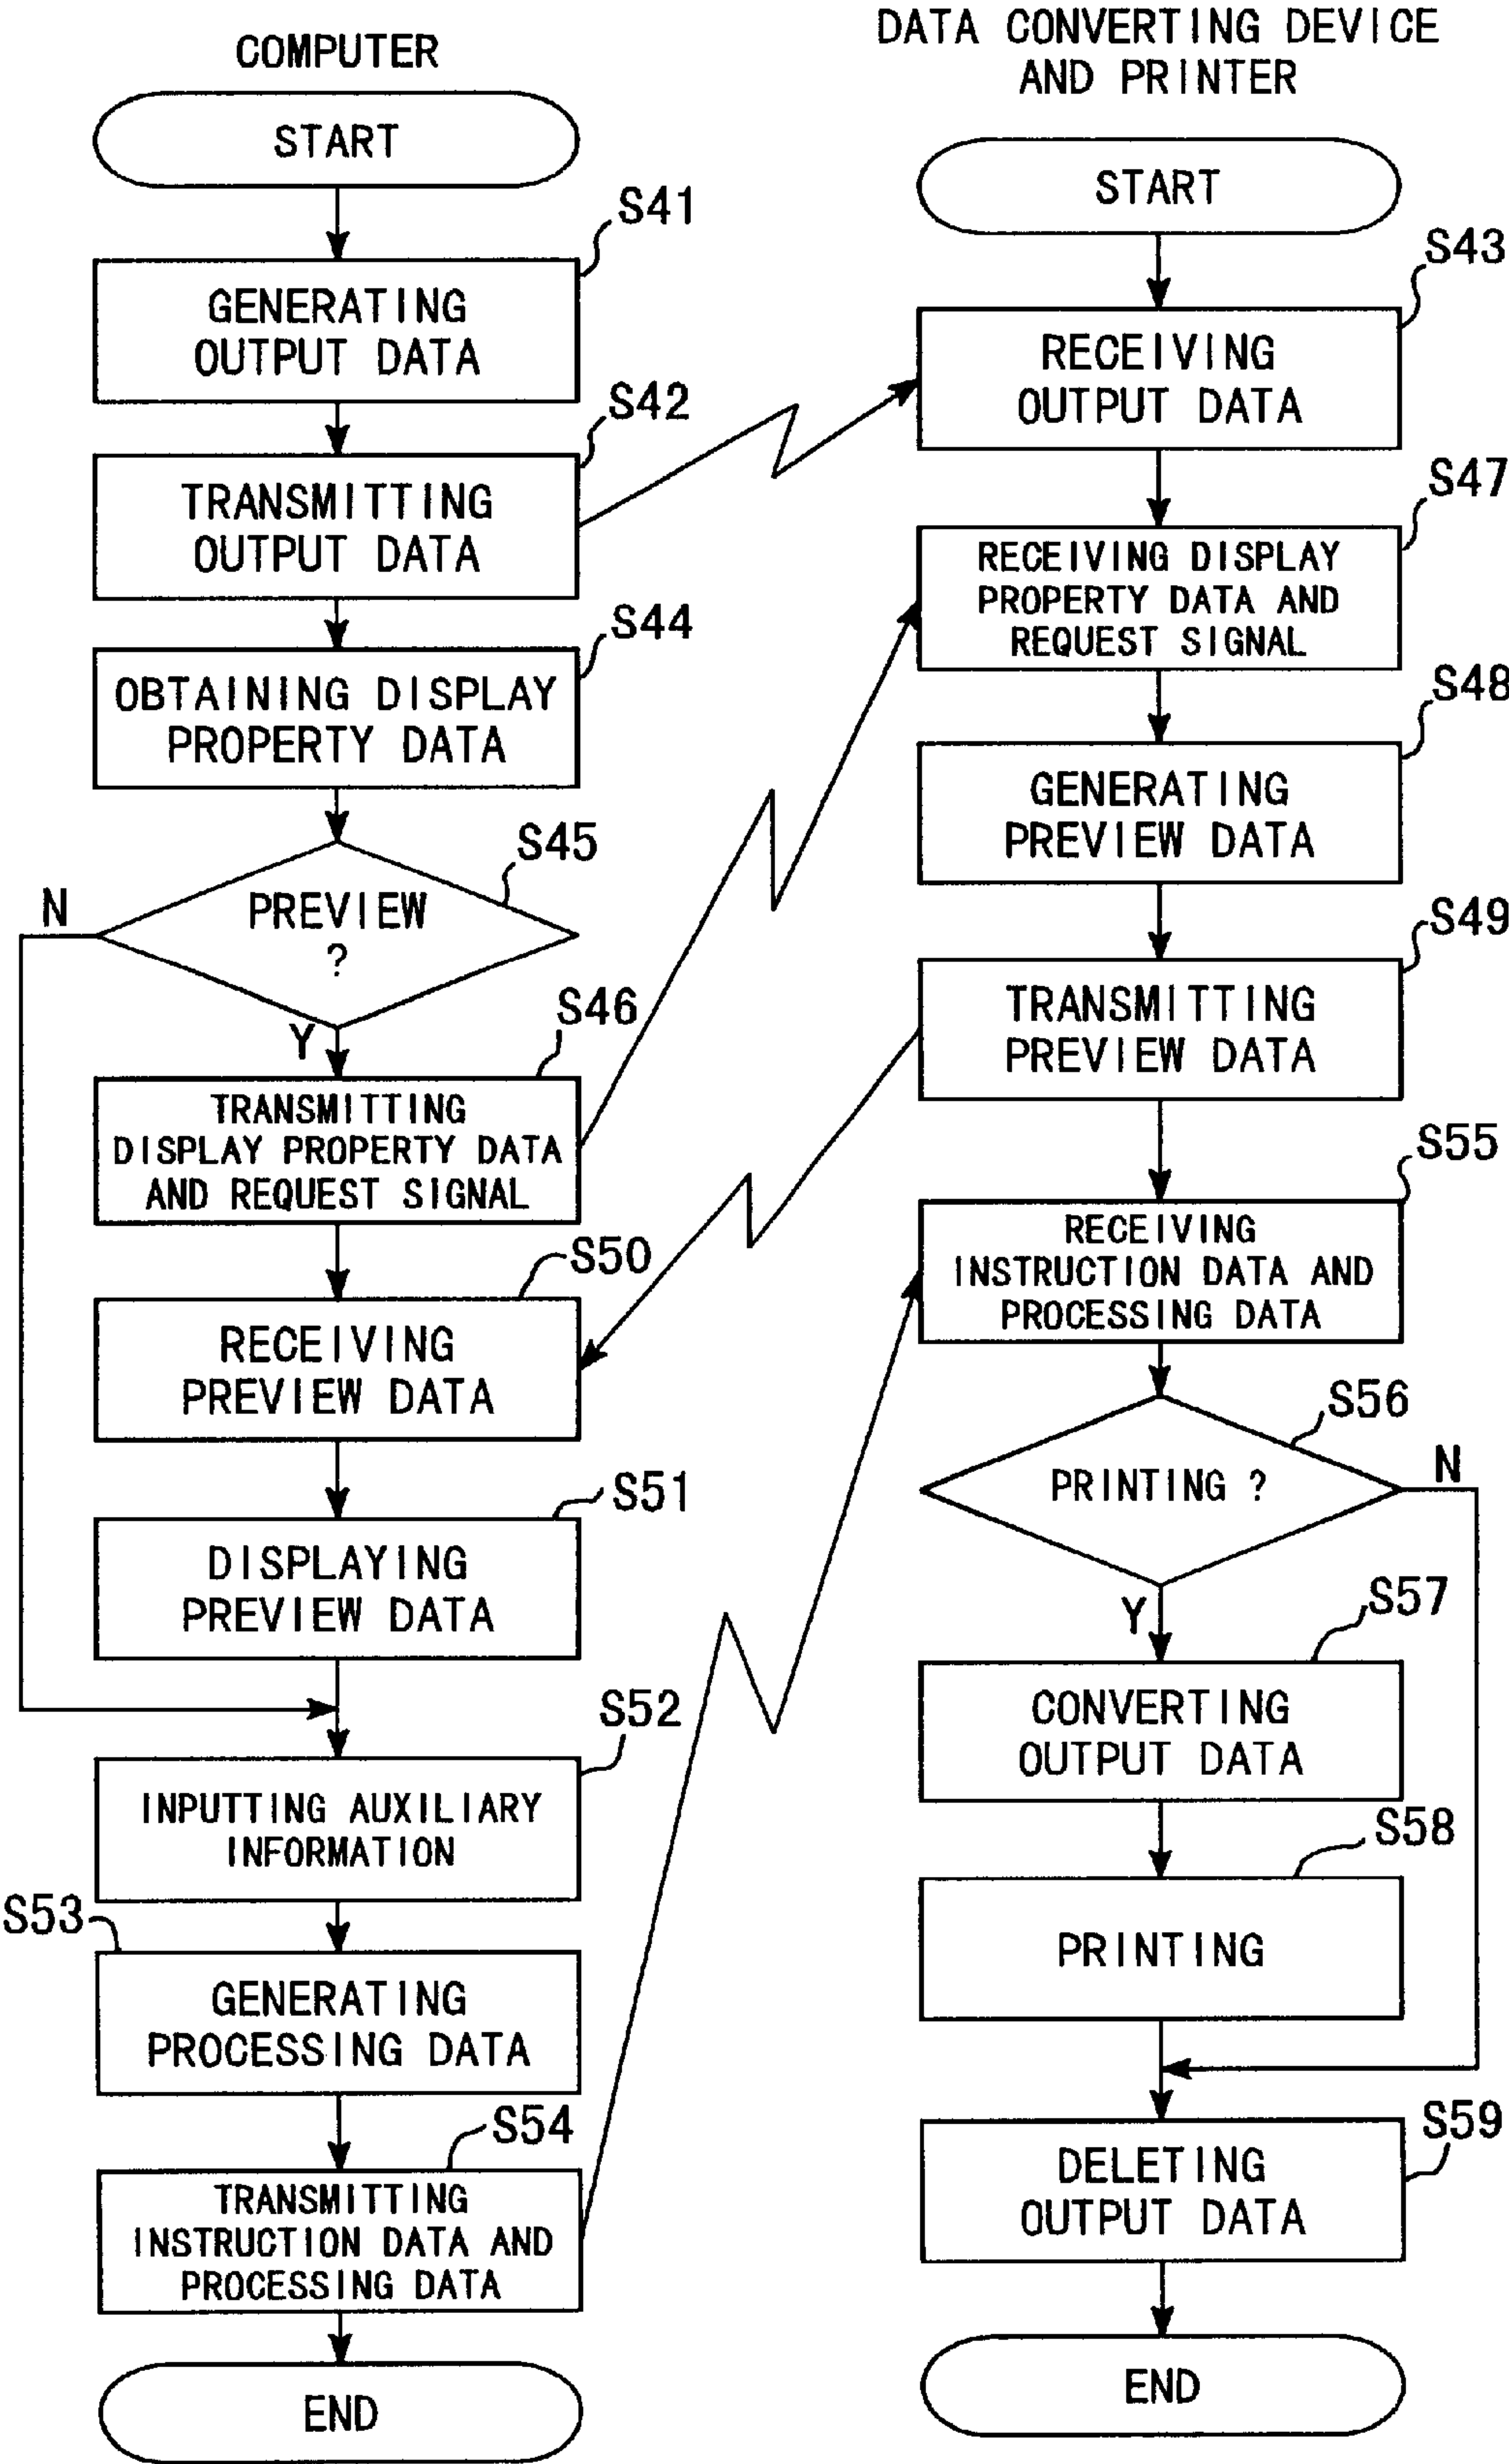 COMPUTER
START
S41
GENERATING
OUTPUT DATA
S42
TRANSMITTING
OUTPUT DATA
S44
OBTAINING DISPLAY
PROPERTY DATA
S45
PREVIEW
?
N
Y
S46
TRANSMITTING
DISPLAY PROPERTY DATA
AND REQUEST SIGNAL
S50
RECEIVING
PREVIEW DATA
S51
DISPLAYING
PREVIEW DATA
S52
INPUTTING AUXILIARY
INFORMATION
S53
GENERATING
PROCESSING DATA
S54
TRANSMITTING
INSTRUCTION DATA AND
PROCESSING DATA
END
DATA CONVERTING DEVICE
AND PRINTER
START
S43
RECEIVING
OUTPUT DATA
S47
RECEIVING DISPLAY
PROPERTY DATA AND
REQUEST SIGNAL
S48
GENERATING
PREVIEW DATA
S49
TRANSMITTING
PREVIEW DATA
S55
RECEIVING
INSTRUCTION DATA AND
PROCESSING DATA
S56
PRINTING ?
N
Y
S57
CONVERTING
OUTPUT DATA
S58
PRINTING
S59
DELETING
OUTPUT DATA
END